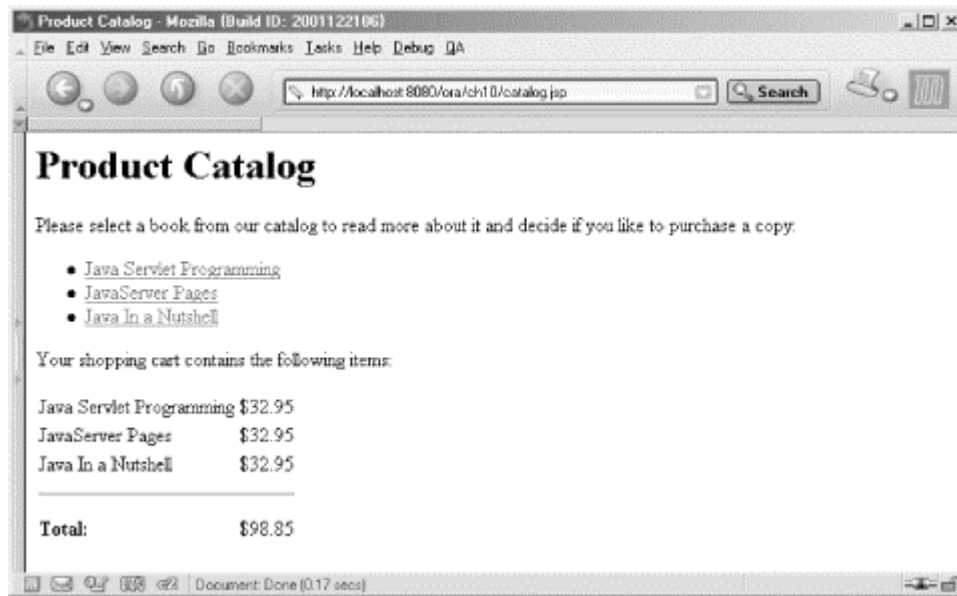 Product Catalog - Mozilla {Build ID: 2001122106}
File Edit View Search Go Bookmarks Tasks Help Debug QA
http://localhost:8080/ora/ch10/catalog.jsp Search
Product Catalog
Please select a book from our catalog to read more about it and decide if you like to purchase a copy:
Java Servlet Programming
JavaServer Pages
Java In a Nutshell
Your shopping cart contains the following items:
Java Servlet Programming $32.95
JavaServer Pages $32.95
Java In a Nutshell $32.95
Total: $98.85
Document: Done (0.17 secs)